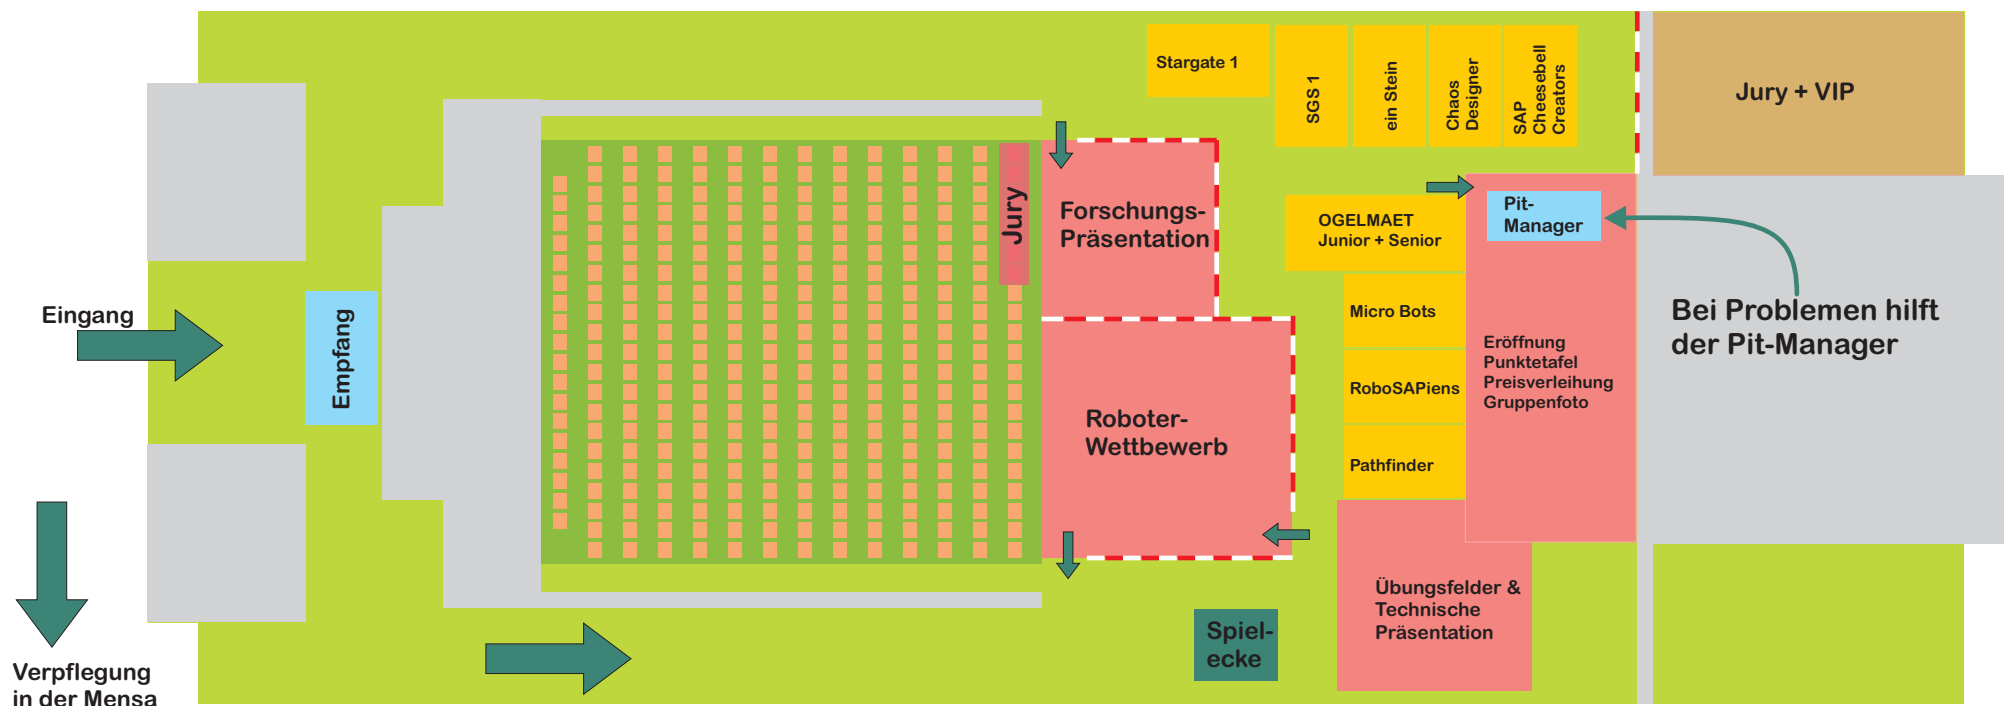 Eingang
Empfang
Verpflegung
in der Mensa
Jury
Forschungs-
Präsentation
Roboter-
Wettbewerb
Stargate 1
SGS 1
ein Stein
Chaos
Designer
SAP
Cheesebell
Creators
Jury + VIP
OGELMAET
Junior + Senior
Pit-
Manager
Micro Bots
RoboSAPiens
Pathfinder
Eröffnung
Punktetafel
Preisverleihung
Gruppenfoto
Bei Problemen hilft
der Pit-Manager
Übungsfelder &
Technische
Präsentation
Spiel-
ecke